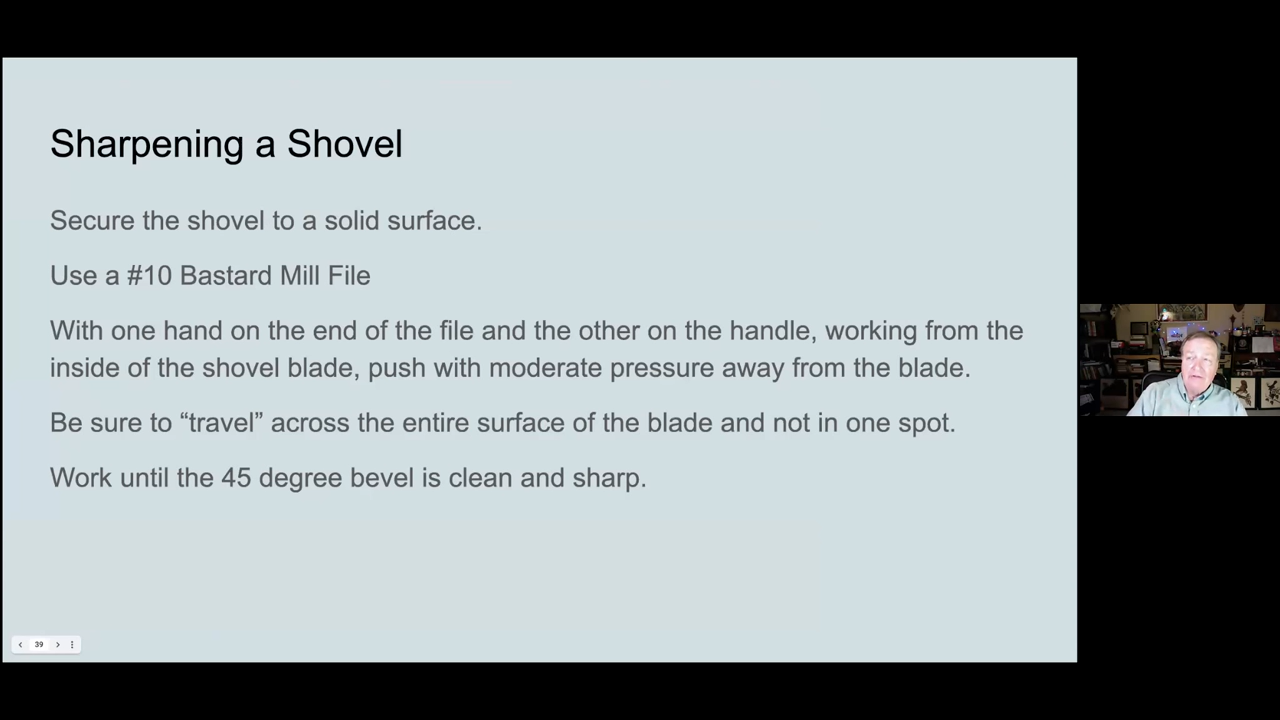 Sharpening a Shovel
Secure the shovel to a solid surface.
Use a #10 Bastard Mill File
With one hand on the end of the file and the other on the handle, working from the
inside of the shovel blade, push with moderate pressure away from the blade.
Be sure to “travel” across the entire surface of the blade and not in one spot.
Work until the 45 degree bevel is clean and sharp.
39